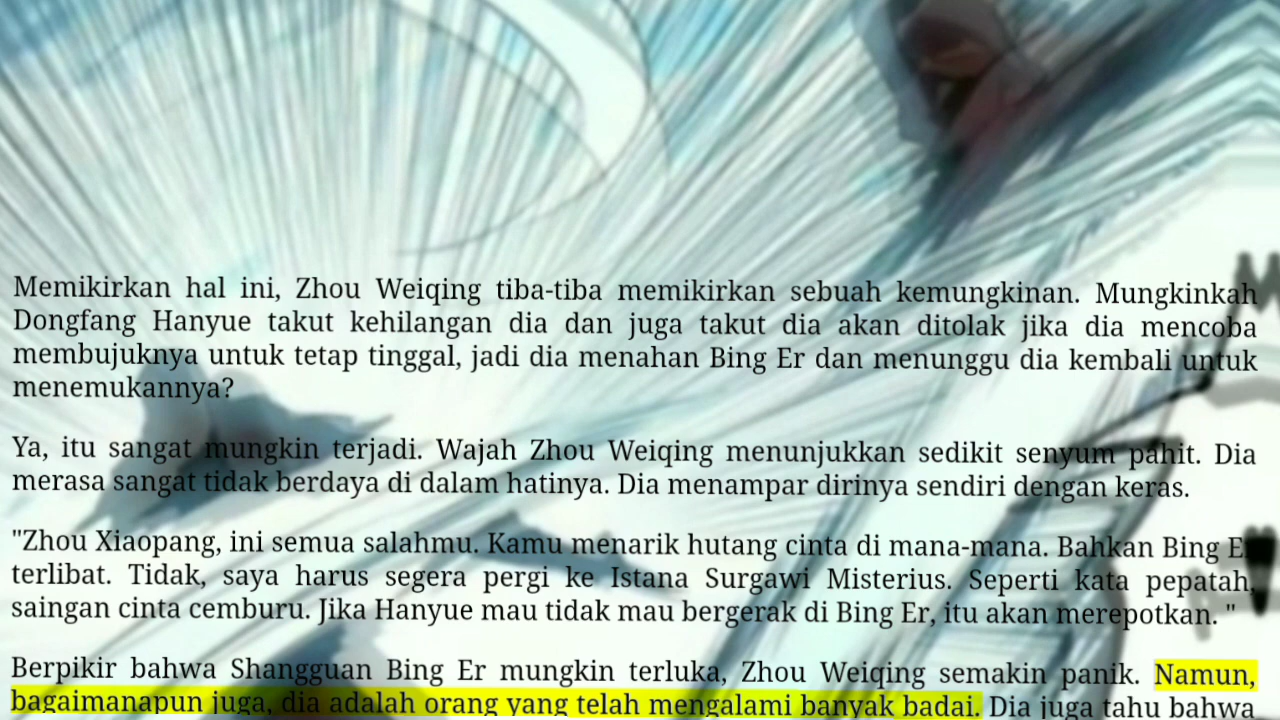 Memikirkan hal ini, Zhou Weiqing tiba-tiba memikirkan sebuah kemungkinan. Mungkinkah
Dongfang Hanyue takut kehilangan dia dan juga takut dia akan ditolak jika dia mencoba
membujuknya untuk tetap tinggal, jadi dia menahan Bing Er dan menunggu dia kembali untuk
menemukannya?
Ya, itu sangat mungkin terjadi. Wajah Zhou Weiqing menunjukkan sedikit senyum pahit. Dia
merasa sangat tidak berdaya di dalam hatinya. Dia menampar dirinya sendiri dengan keras.
"Zhou Xiaopang, ini semua salahmu. Kamu menarik hutang cinta di mana-mana. Bahkan Bing Er
terlibat. Tidak, saya harus segera pergi ke Istana Surgawi Misterius. Seperti kata pepatah,
saingan cinta cemburu. Jika Hanyue mau tidak mau bergerak di Bing Er, itu akan merepotkan. "
Berpikir bahwa Shangguan Bing Er mungkin terluka, Zhou Weiqing semakin panik. Namun,
bagaimanapun juga, dia adalah orang yang telah mengalami banyak badai. Dia juga tahu bahwa